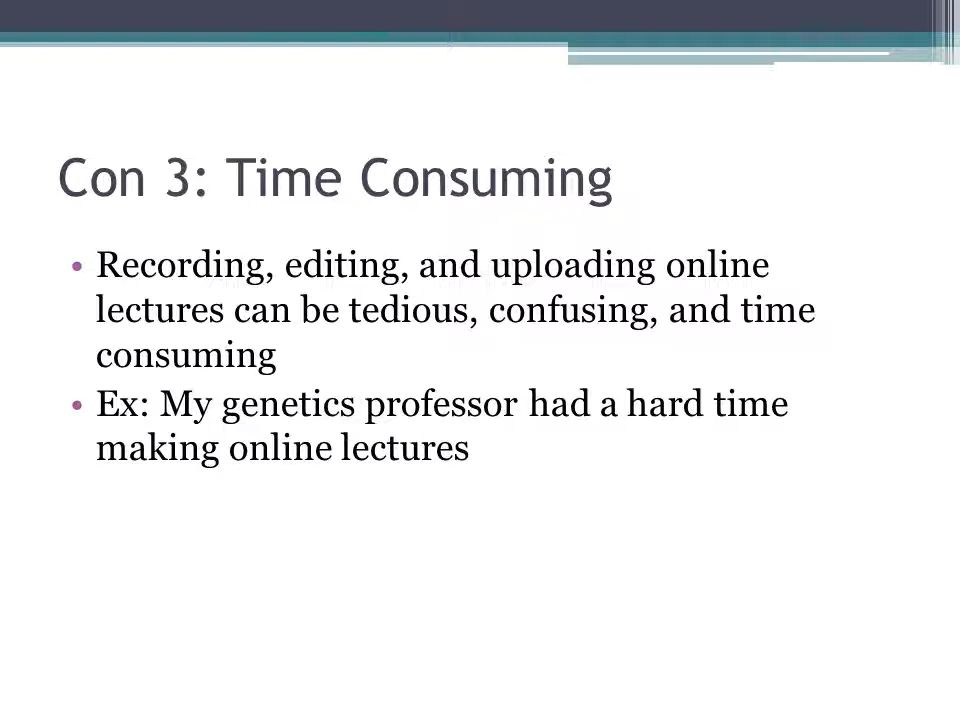 Con 3: Time Consuming
• Recording, editing, and uploading online
lectures can be tedious, confusing, and time
consuming
• Ex: My genetics professor had a hard time
making online lectures